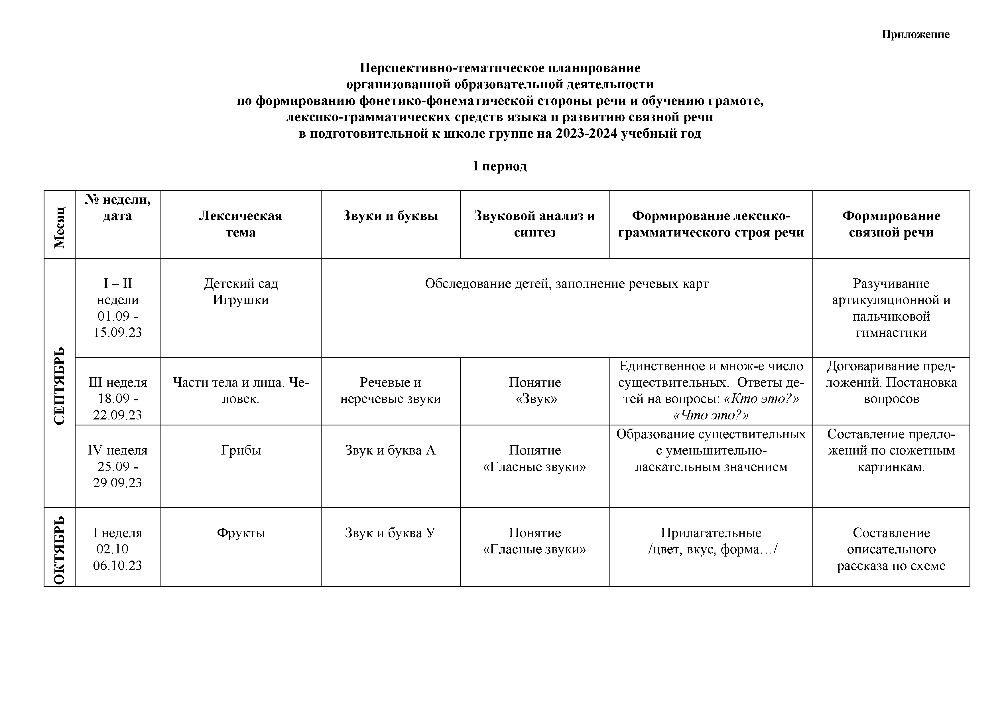 Приложение
Перспективно-тематическое планирование
организованной образовательной деятельности
по формированию фонетико-фонематической стороны речи и обучению грамоте,
лексико-грамматических средств языка и развитию связной речи
в подготовительной к школе группе на 2023-2024 учебный год
I период
Месяц
№ недели,
дата
Лексическая
тема
Звуки и буквы
Звуковой анализ и
синтез
Формирование лексико-
грамматического строя речи
Формирование
связной речи
СЕНТЯБРЬ
I – II
недели
01.09 -
15.09.23
Детский сад
Игрушки
Обследование детей, заполнение речевых карт
Разучивание
артикуляционной и
пальчиковой
гимнастики
III неделя
18.09 -
22.09.23
Части тела и лица. Че-
ловек.
Речевые и
неречевые звуки
Понятие
«Звук»
Единственное и множ-е число
существительных.  Ответы де-
тей на вопросы: «Кто это?»
«Что это?»
Договаривание пред-
ложений. Постановка
вопросов
IV неделя
25.09 -
29.09.23
Грибы
Звук и буква А
Понятие
«Гласные звуки»
Образование существительных
с уменьшительно-
ласкательным значением
Составление предло-
жений по сюжетным
картинкам.
ОКТЯБРЬ
I неделя
02.10 –
06.10.23
Фрукты
Звук и буква У
Понятие
«Гласные звуки»
Прилагательные
/цвет, вкус, форма…/
Составление
описательного
рассказа по схеме